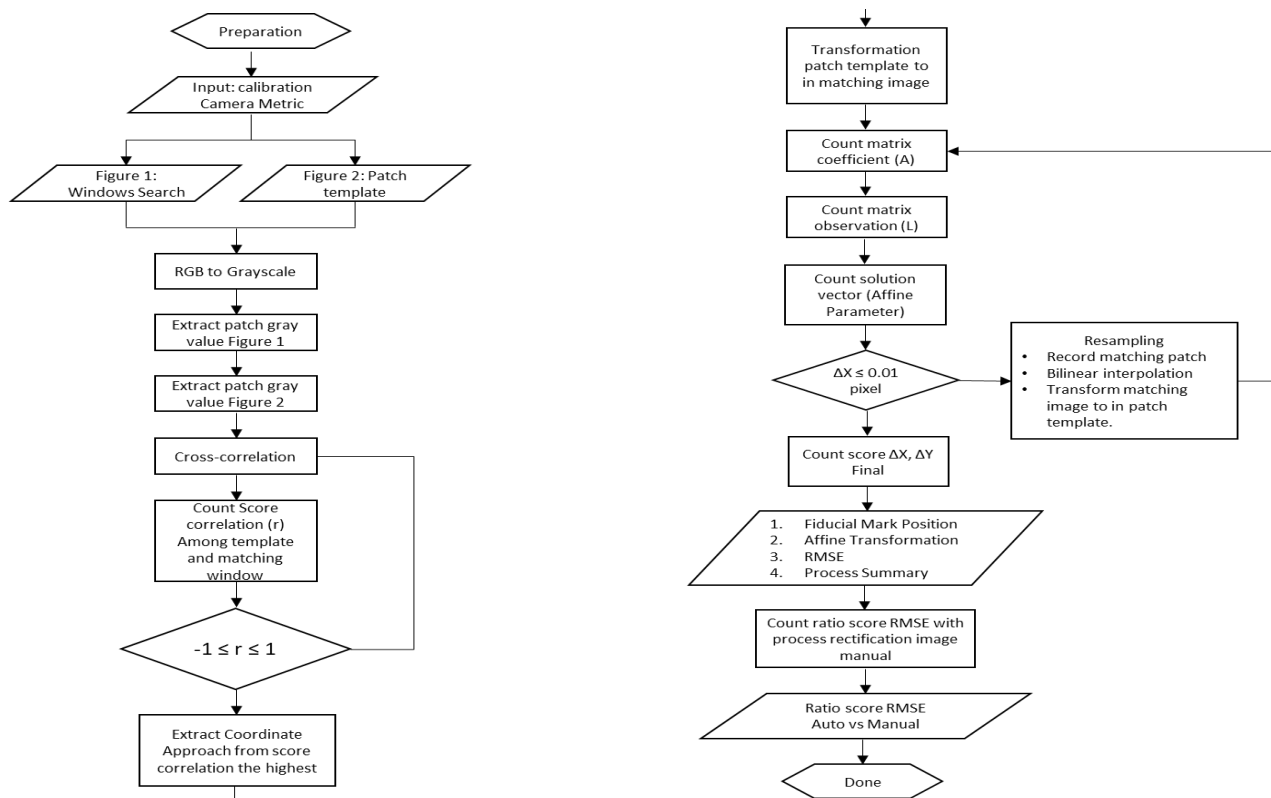 Preparation
Input: calibration
Camera Metric
Figure 1:
Windows Search
Figure 2: Patch
template
RGB to Grayscale
Extract patch gray
value Figure 1
Extract patch gray
value Figure 2
Cross-correlation
Count Score
correlation (r)
Among template
and matching
window
-1 ≤ r ≤ 1
Extract Coordinate
Approach from score
correlation the highest
Transformation
patch template to
in matching image
Count matrix
coefficient (A)
Count matrix
observation (L)
Count solution
vector (Affine
Parameter)
ΔX ≤ 0.01
pixel
Resampling
• Record matching patch
• Bilinear interpolation
• Transform matching
image to in patch
template.
Count score ΔX, ΔY
Final
1. Fiducial Mark Position
2. Affine Transformation
3. RMSE
4. Process Summary
Count ratio score RMSE with
process rectification image
manual
Ratio score RMSE
Auto vs Manual
Done